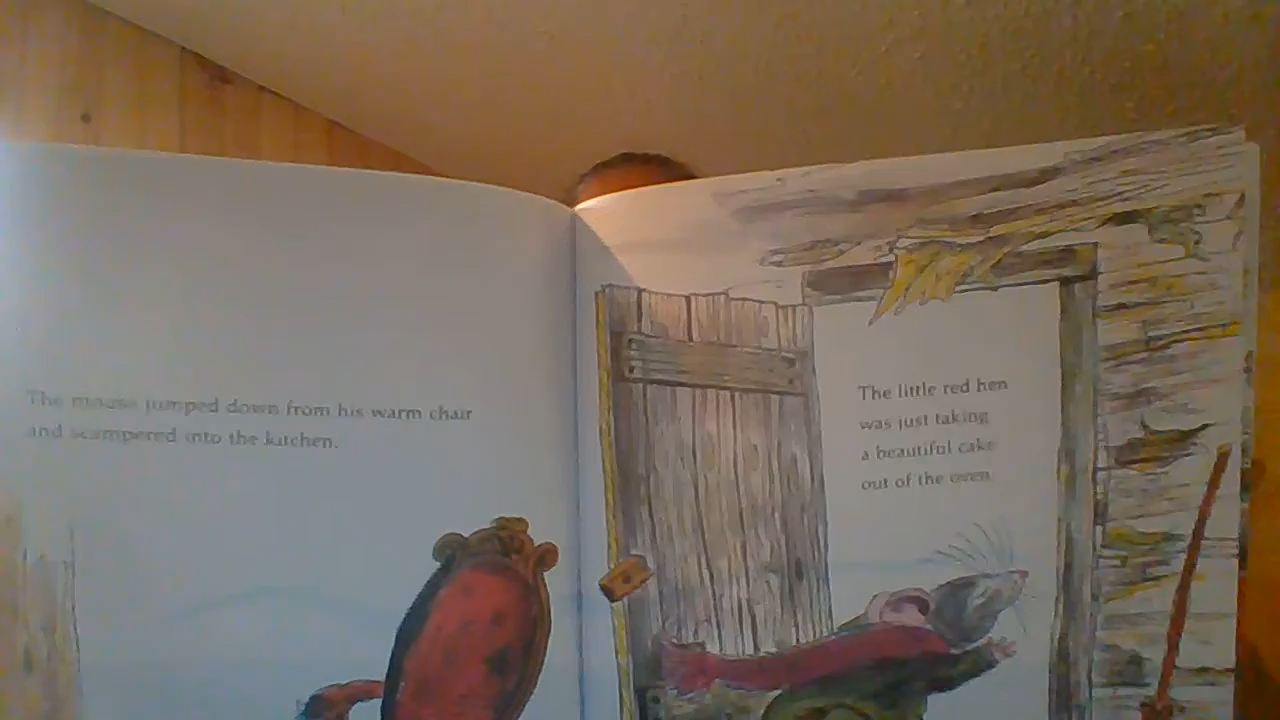 The mouse jumped down from his warm chair
and scampered into the kitchen.
The little red hen
was just taking
a beautiful cake
out of the oven.